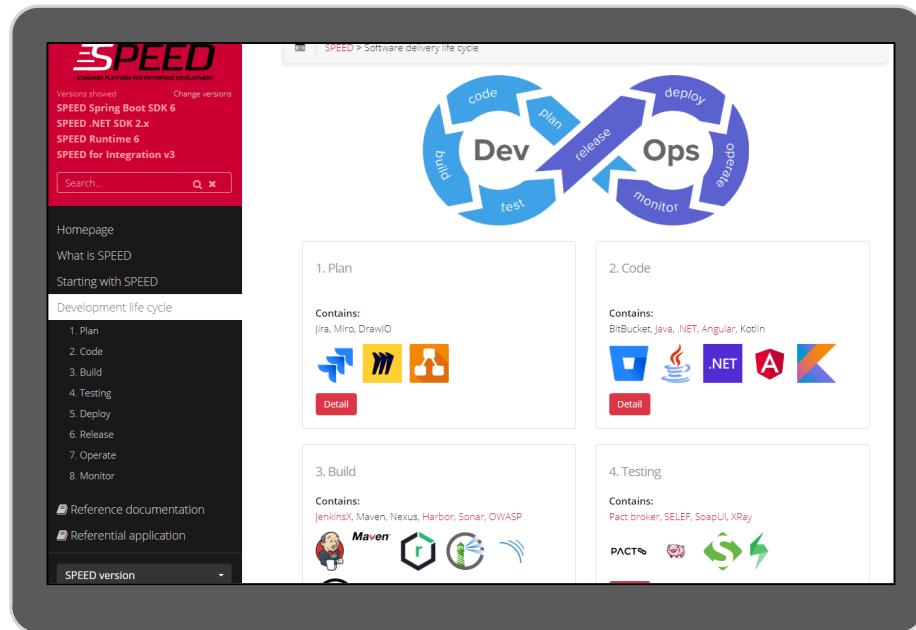 SPEED
STANDARD PLATFORM FOR ENTERPRISE DEVELOPMENT
Versions showed Change versions
SPEED Spring Boot SDK 6
SPEED .NET SDK 2.x
SPEED Runtime 6
SPEED for Integration v3
Search...
Homepage
What is SPEED
Starting with SPEED
Development life cycle
1. Plan
2. Code
3. Build
4. Testing
5. Deploy
6. Release
7. Operate
8. Monitor
Reference documentation
Referential application
SPEED version
SPEED > Software delivery life cycle
code
plan
build
test
Dev
release
deploy
operate
monitor
Ops
1. Plan
Contains:
Jira, Miro, DrawIO
Detail
2. Code
Contains:
BitBucket, Java, .NET, Angular, Kotlin
Java
.NET
A
Detail
3. Build
Contains:
JenkinsX, Maven, Nexus, Harbor, Sonar, OWASP
Maven
r
4. Testing
Contains:
Pact broker, SELEF, SoapUI, XRay
PACT
S